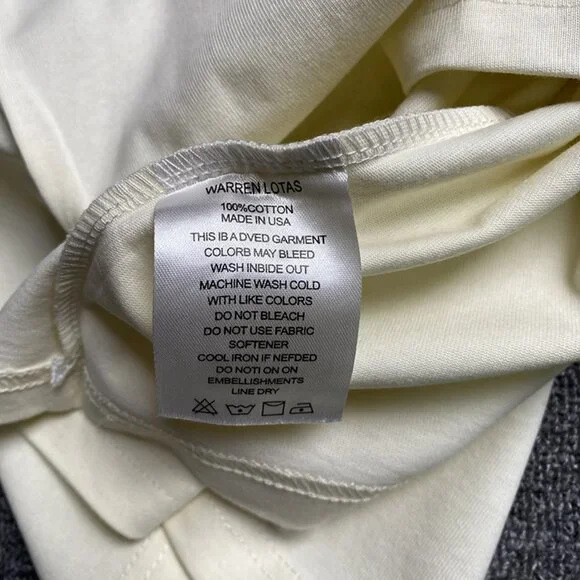 WARREN LOTAS
100%COTTON
MADE IN USA
THIS IS A DVED GARMENT
COLORB MAY BLEED
WASH INBIDE OUT
MACHINE WASH COLD
WITH LIKE COLORS
DO NOT BLEACH
DO NOT USE FABRIC
SOFTENER
COOL IRON IF NEFDED
DO NOTI ON ON
EMBELLISHMENTS
LINE DRY